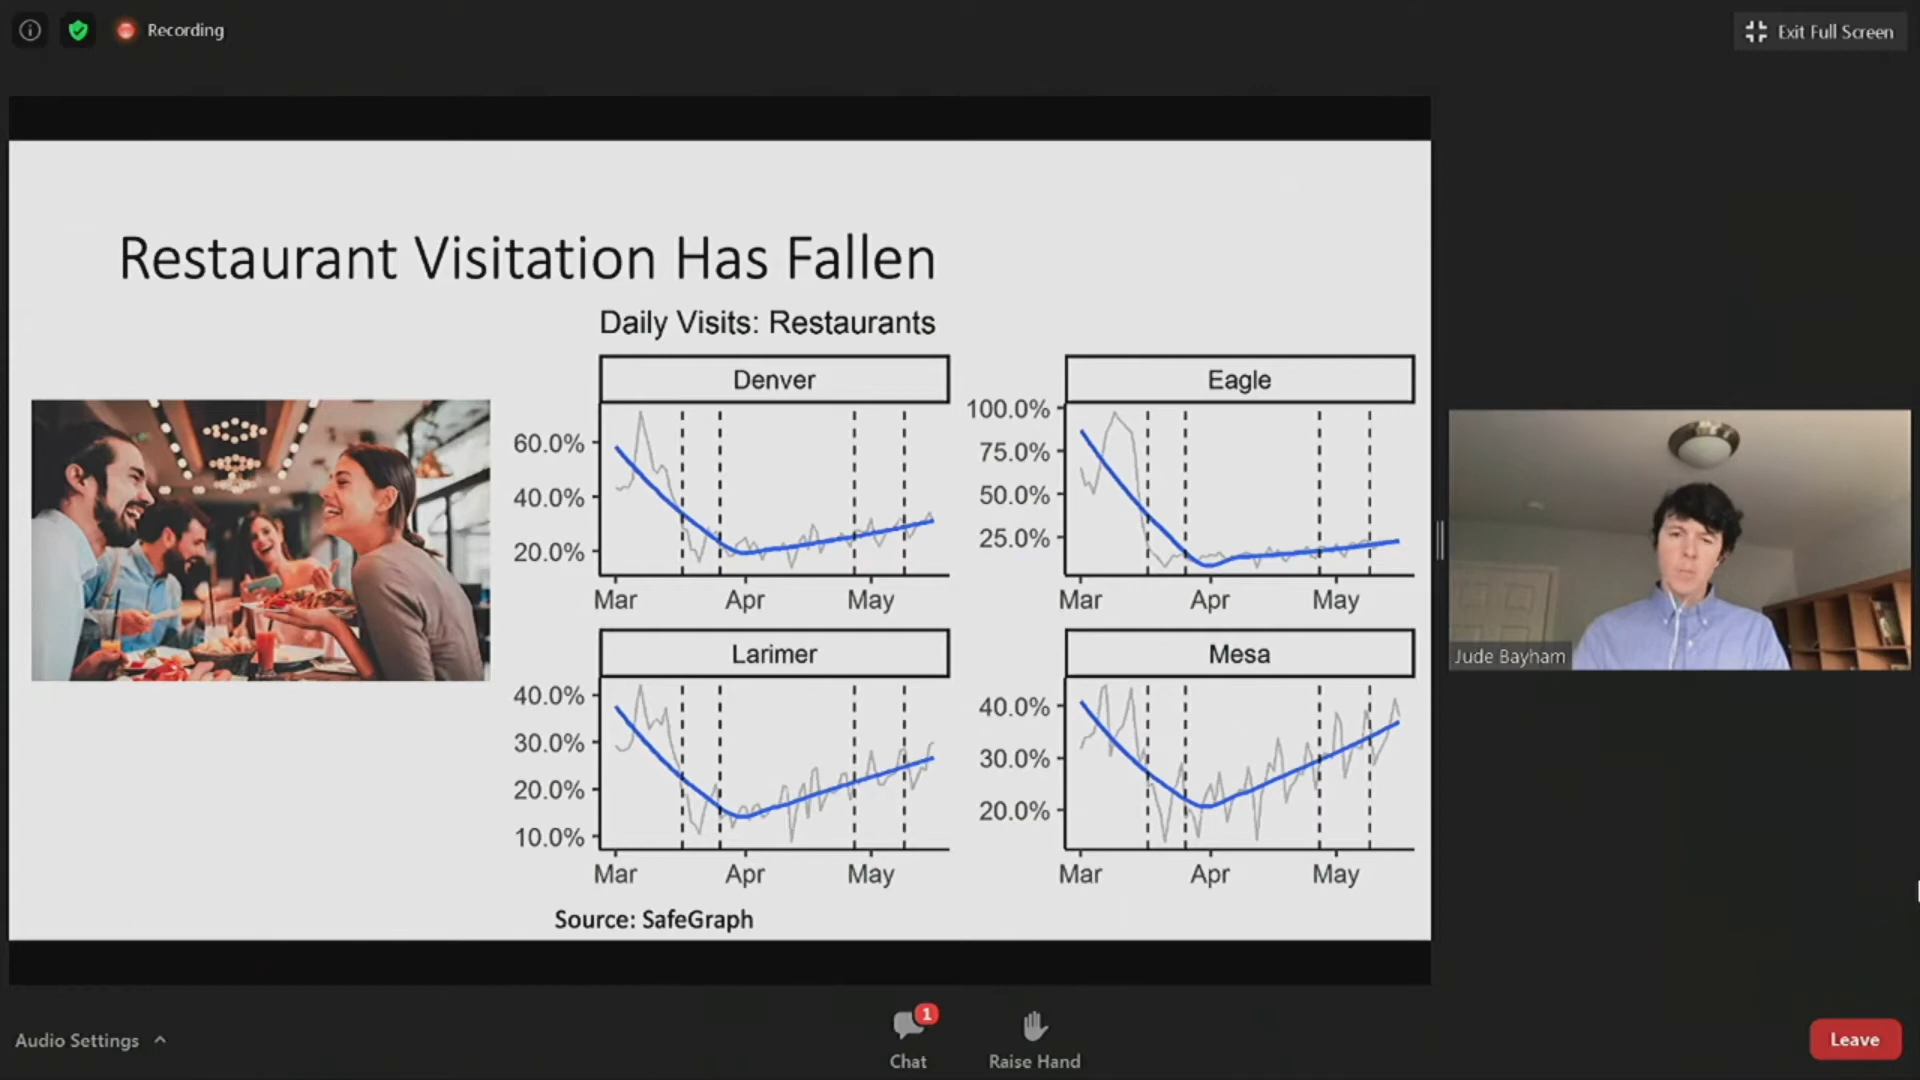 Recording
Exit Full Screen
Restaurant Visitation Has Fallen
Daily Visits: Restaurants
Denver
60.0%
40.0%
20.0%
Mar Apr May
Eagle
100.0%
75.0%
50.0%
25.0%
Mar Apr May
Larimer
40.0%
30.0%
20.0%
10.0%
Mar Apr May
Mesa
40.0%
30.0%
20.0%
Mar Apr May
Source: SafeGraph
Jude Bayham
Audio Settings
1
Chat
Raise Hand
Leave